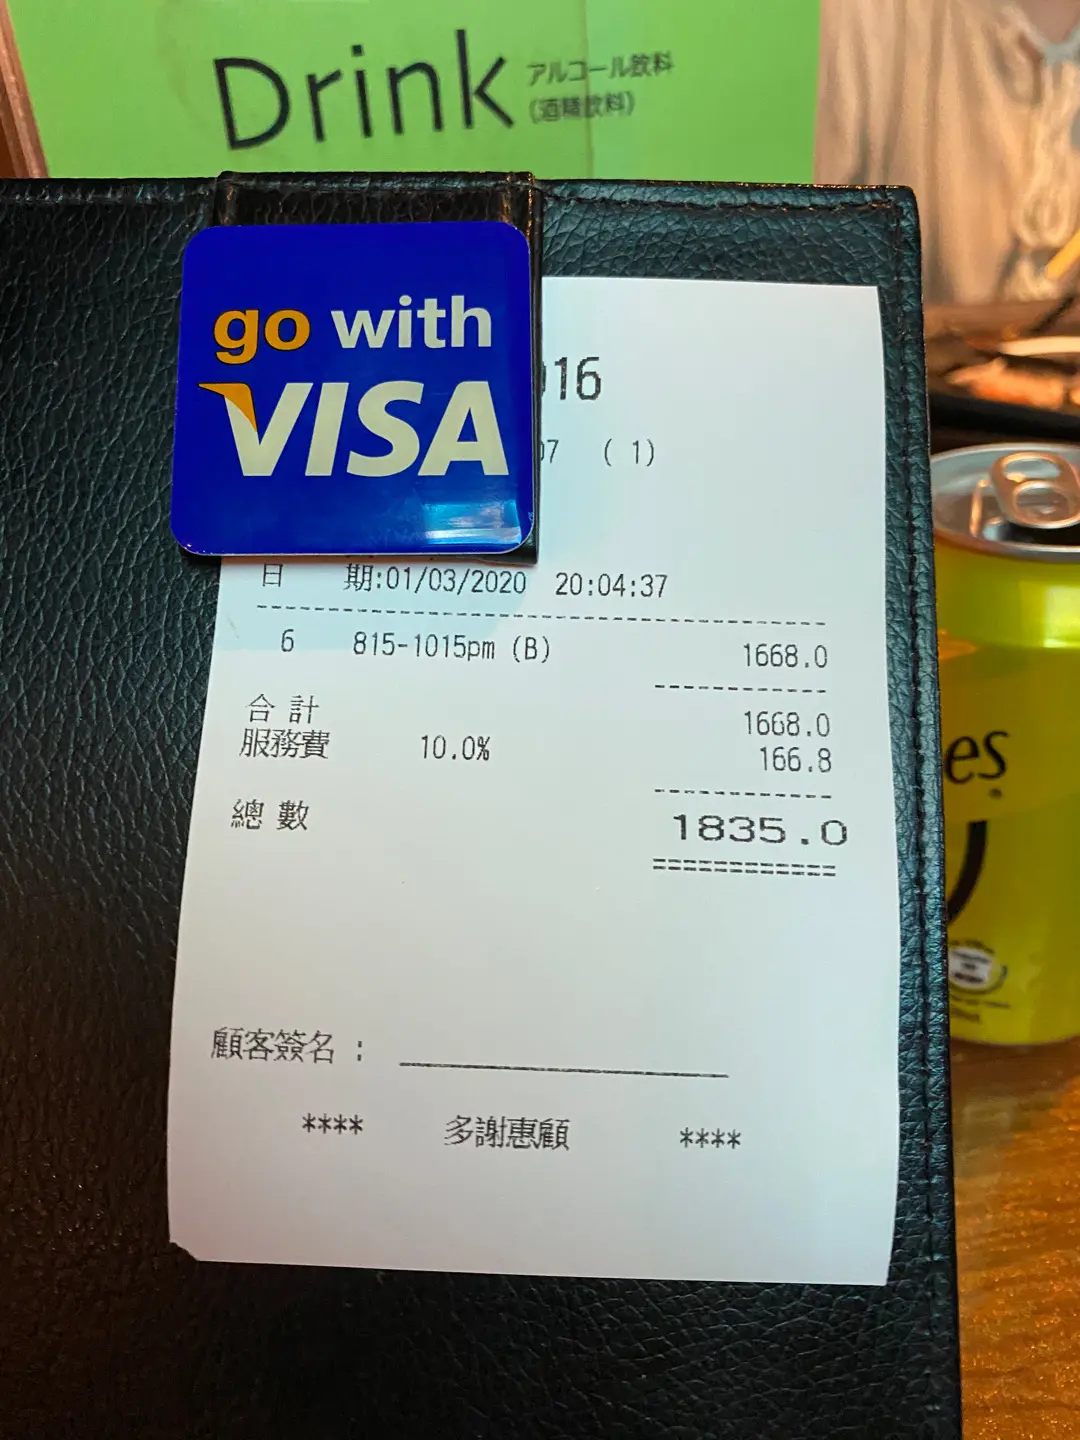 Drink アルコール飲料
(酒精飲料)
go with
VISA
16
07 ( 1)
日 期:01/03/2020 20:04:37
6 815-1015pm (B) 1668.0
合 計 1668.0
服務費 10.0% 166.8
總 數 1835.0
============
顧客簽名 :
**** 多謝惠顧 ****
es